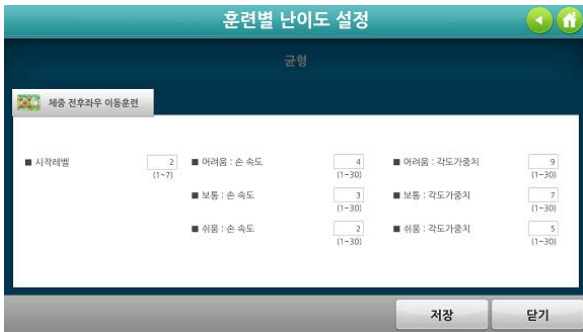 훈련별 난이도 설정
균형
체중 전후좌우 이동훈련
■ 시작레벨 2 ■ 어려움 : 손 속도 4 ■ 어려움 : 각도가중치 9
(1~7) (1~30) (1~30)
■ 보통 : 손 속도 3 ■ 보통 : 각도가중치 7
(1~30) (1~30)
■ 쉬움 : 손 속도 2 ■ 쉬움 : 각도가중치 5
(1~30) (1~30)
저장 닫기